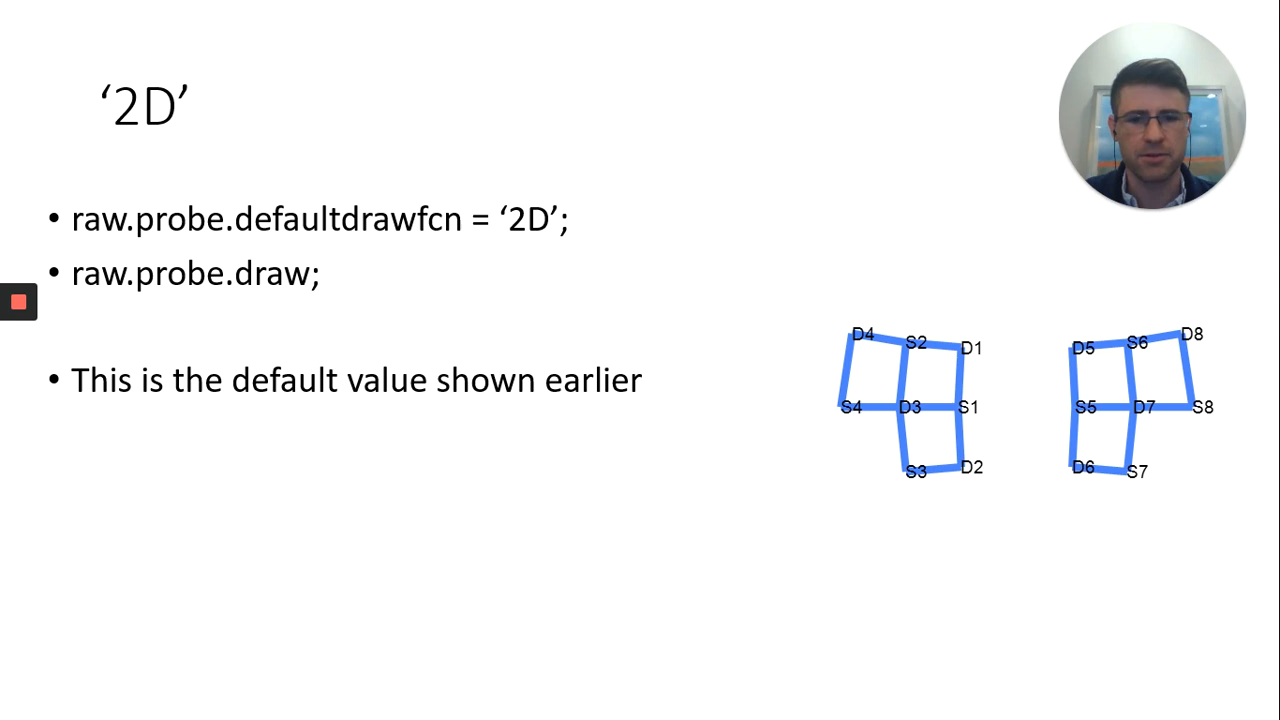 ‘2D’
• raw.probe.defaultdrawfcn = ‘2D’;
• raw.probe.draw;
• This is the default value shown earlier
D4 S2 D1 D5 S6 D8
S4 D3 S1 S5 D7 S8
S3 D2 D6 S7